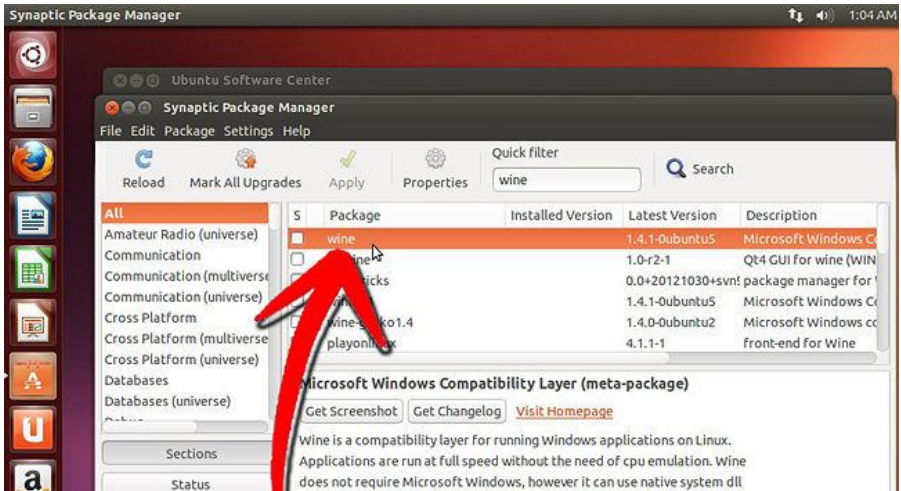 Synaptic Package Manager
1:04 AM
Ubuntu Software Center
Synaptic Package Manager
File Edit Package Settings Help
Reload
Mark All Upgrades
Apply
Properties
Quick filter
wine
Search
All
Amateur Radio (universe)
Communication
Communication (multiverse
Communication (universe)
Cross Platform
Cross Platform (multiverse
Cross Platform (universe)
Databases
Databases (universe)
Sections
Status
S Package Installed Version Latest Version Description
wine 1.4.1-0ubuntu5 Microsoft Windows Co
1.0-r2-1 Qt4 GUI for wine (WIN
0.0+20121030+svn package manager for
1.4.1-0ubuntu5 Microsoft Windows Co
1.4.0-0ubuntu2 Microsoft Windows co
4.1.1-1 front-end for Wine
Microsoft Windows Compatibility Layer (meta-package)
Get Screenshot Get Changelog Visit Homepage
Wine is a compatibility layer for running Windows applications on Linux.
Applications are run at full speed without the need of cpu emulation. Wine
does not require Microsoft Windows, however it can use native system dll
a